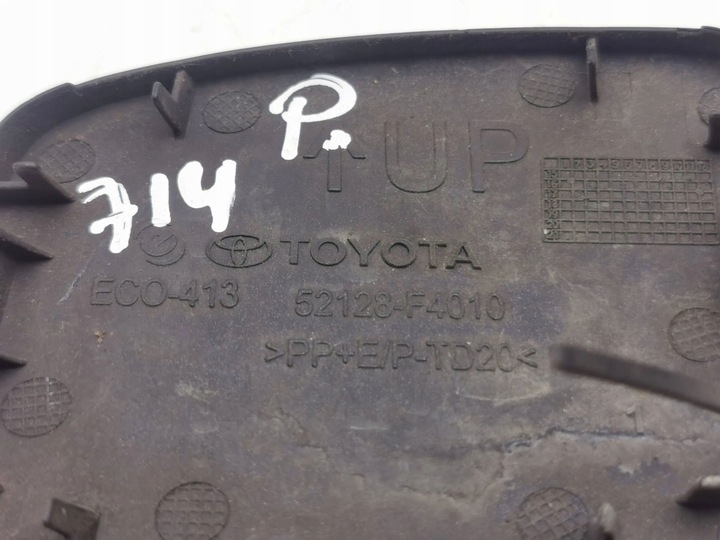 P.
714
↑UP
TOYOTA
ECO-413 52128-F4010
>PP+E/P-TD20<